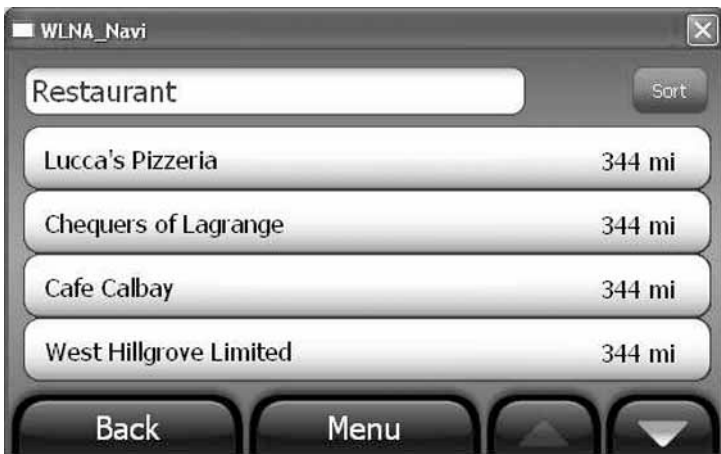 WLNA_Navi
Restaurant
Sort
Lucca's Pizzeria 344 mi
Chequers of Lagrange 344 mi
Cafe Calbay 344 mi
West Hillgrove Limited 344 mi
Back Menu